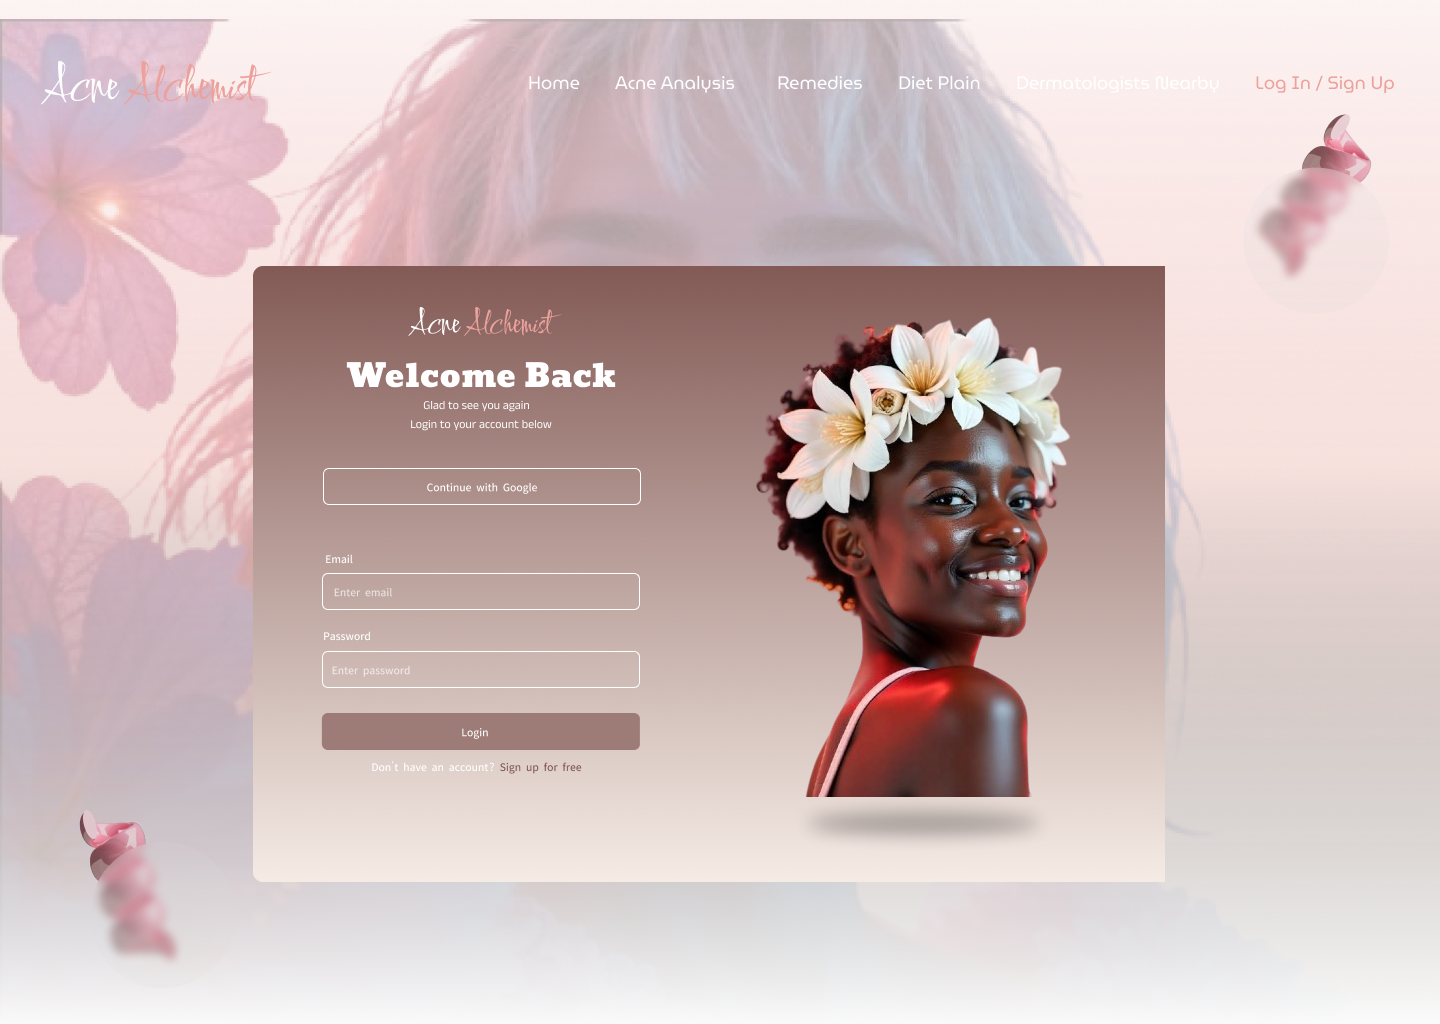 Acne Alchemist
Home Acne Analysis Remedies Diet Plain Dermatologists Nearby Log In / Sign Up
Acne Alchemist
Welcome Back
Glad to see you again
Login to your account below
Continue with Google
Email
Enter email
Password
Enter password
Login
Don't have an account? Sign up for free